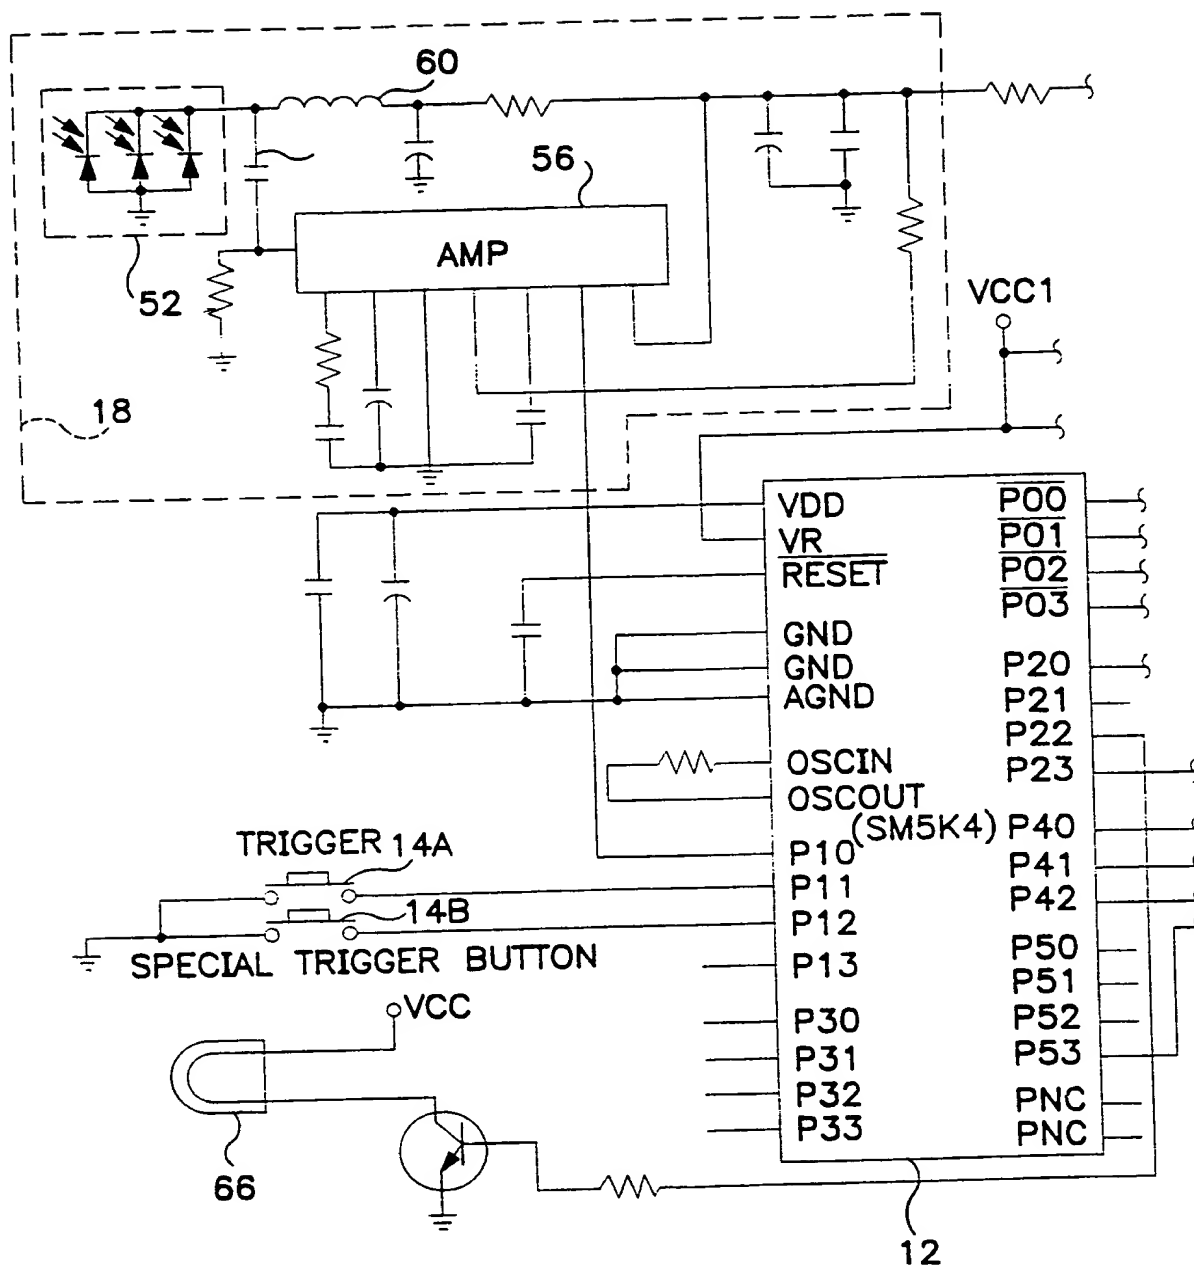 60
56
AMP
52
VCC1
18
VDD
VR
RESET
GND
GND
AGND
OSCIN
OSCOUT
(SM5K4)
P10
P11
P12
P13
P30
P31
P32
P33
P00
P01
P02
P03
P20
P21
P22
P23
P40
P41
P42
P50
P51
P52
P53
PNC
PNC
TRIGGER 14A
14B
SPECIAL TRIGGER BUTTON
VCC
66
12